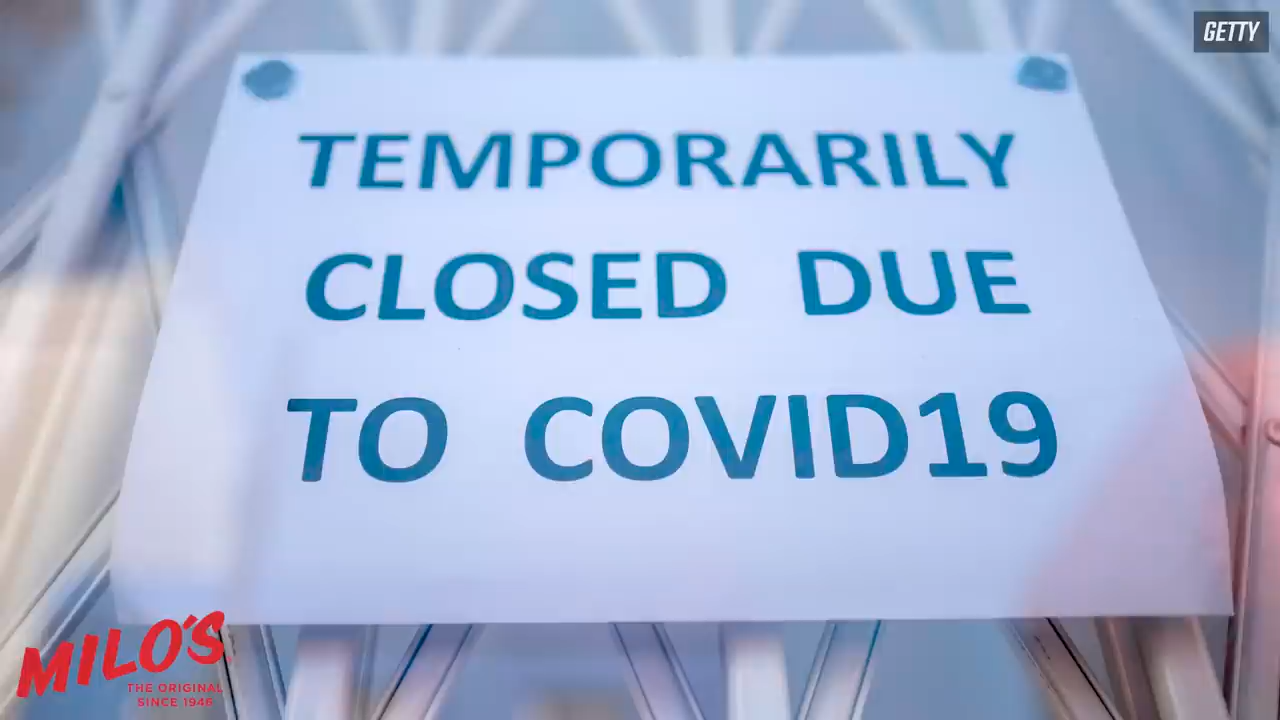 GETTY
TEMPORARILY
CLOSED DUE
TO COVID19
MILO'S
THE ORIGINAL
SINCE 1946